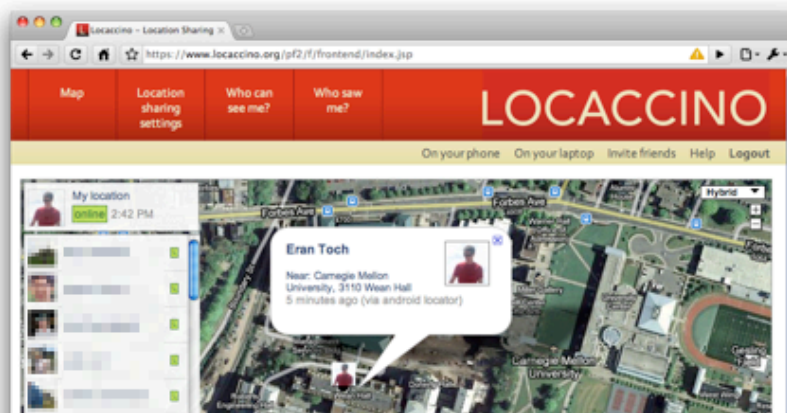 Locaccino - Location Sharing
https://www.locaccino.org/pf2/f/frontend/index.jsp
Map
Location
sharing
settings
Who can
see me?
Who saw
me?
LOCACCINO
On your phone On your laptop Invite friends Help Logout
My location
online 2:42 PM
Hybrid
Forbes Ave
Forbes Ave
Eran Toch
Near: Carnegie Mellon
University, 3110 Wean Hall
5 minutes ago (via android locator)
Carnegie Mellon
University
Wean Hall